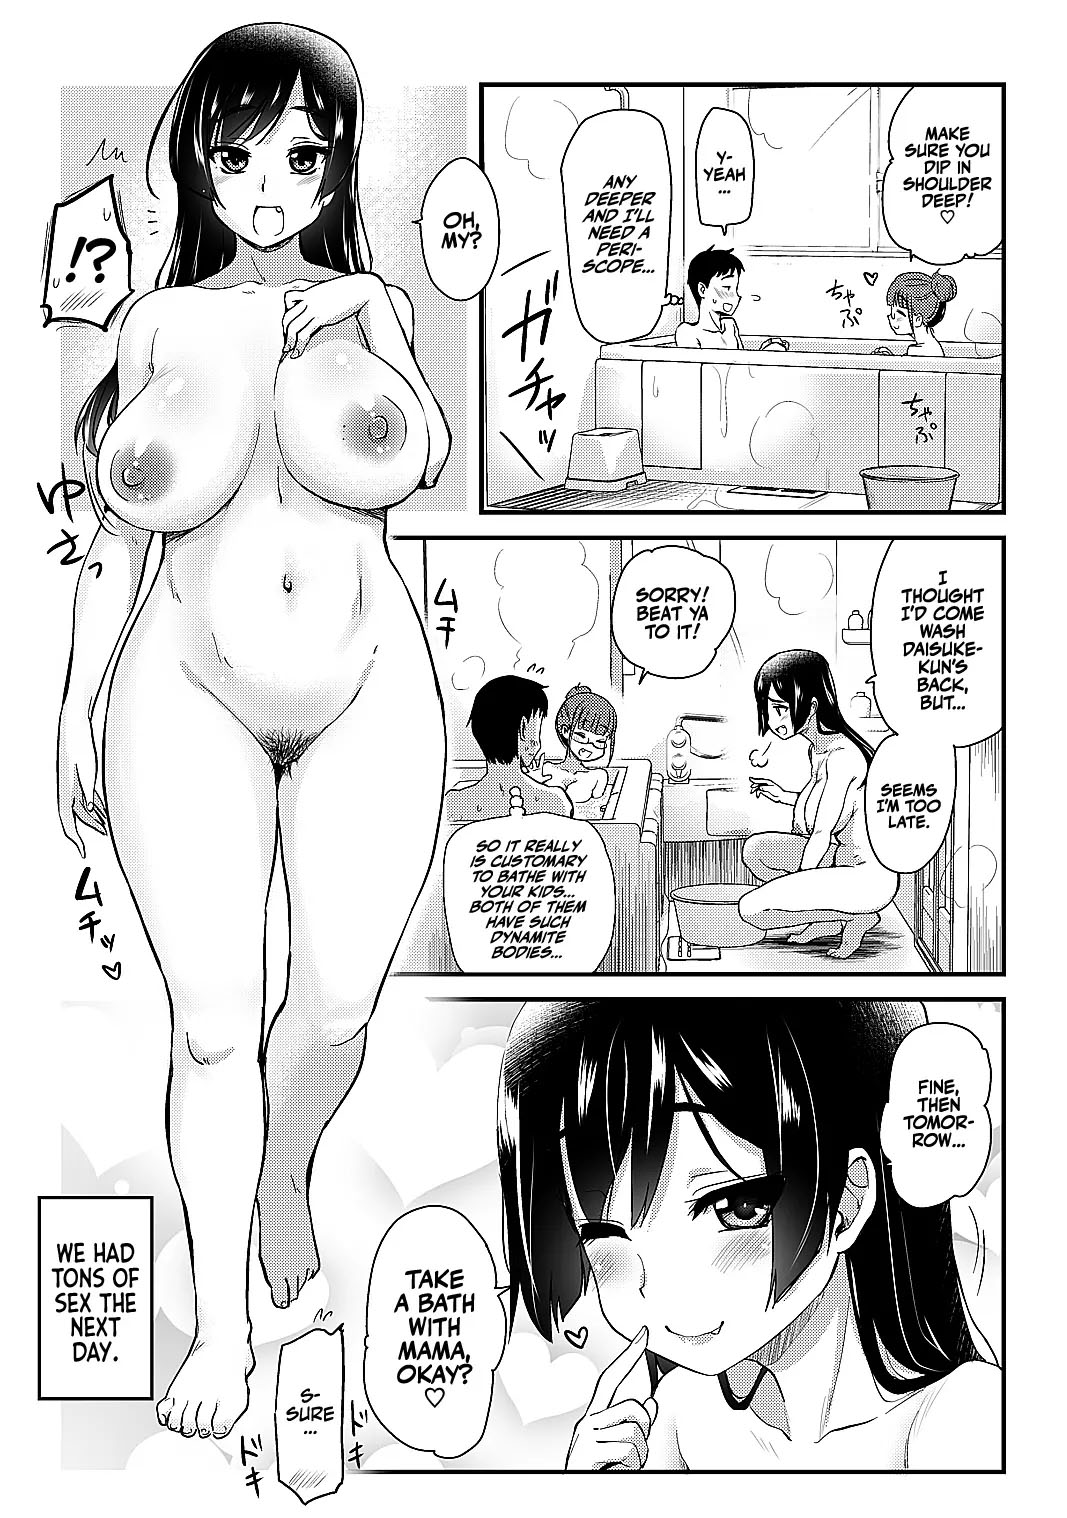 MAKE
SURE YOU
DIP IN
SHOULDER
DEEP!
♡
Y-
YEAH
...
ANY
DEEPER
AND I'LL
NEED A
PERI-
SCOPE...
ちゃぷ
ちゃぷ
ガチャッ
OH,
MY?
!?
ゆさっ
ムチ
ムチッ♡
I
THOUGHT
I'D COME
WASH
DAISUKE-
KUN'S
BACK,
BUT...
SEEMS
I'M TOO
LATE.
SORRY!
BEAT YA
TO IT!
SO IT REALLY
IS CUSTOMARY
TO BATHE WITH
YOUR KIDS...
BOTH OF THEM
HAVE SUCH
DYNAMITE
BODIES...
FINE,
THEN
TOMOR-
ROW...
TAKE
A BATH
WITH
MAMA,
OKAY?
♡
S-
SURE
...
ドキ
ドキ
WE HAD
TONS OF
SEX THE
NEXT
DAY.